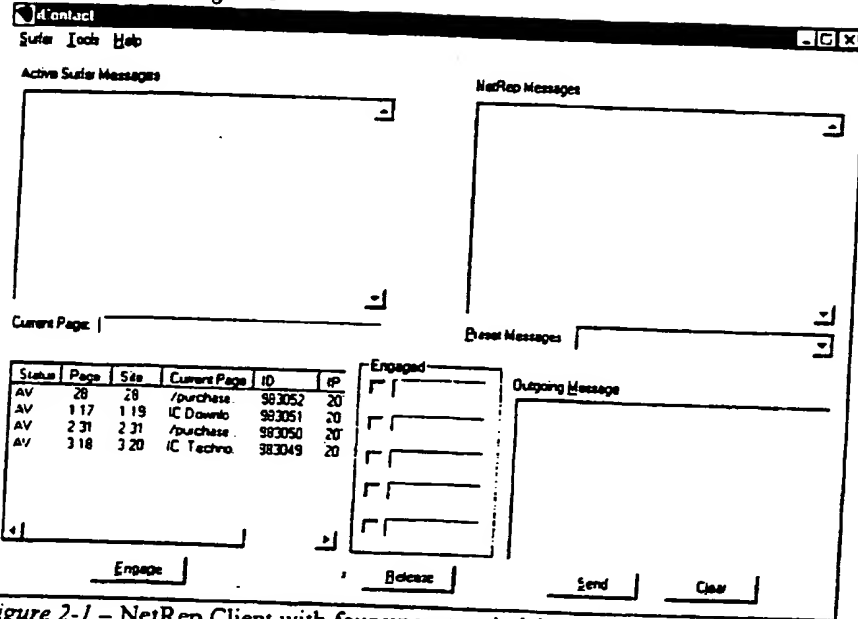 iContact
Surfer Tools Help
Active Surfer Messages
NetRep Messages
Current Page:
Preset Messages
Status Page Site Current Page ID IP
AV 28 28 /purchase. 983052 20
AV 1 17 1 19 IC Downlo 983051 20
AV 2 31 2 31 /purchase. 983050 20
AV 3 18 3 20 IC Techno. 983049 20
Engaged
Outgoing Message
Engage
Release
Send
Clear
igure 2-1 – NetRep Client with four